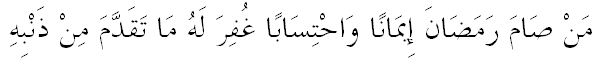 مَنْ صَامَ رَمَضَانَ إِيمَانًا وَاحْتِسَابًا غُفِرَ لَهُ مَا تَقَدَّمَ مِنْ ذَنْبِهِ